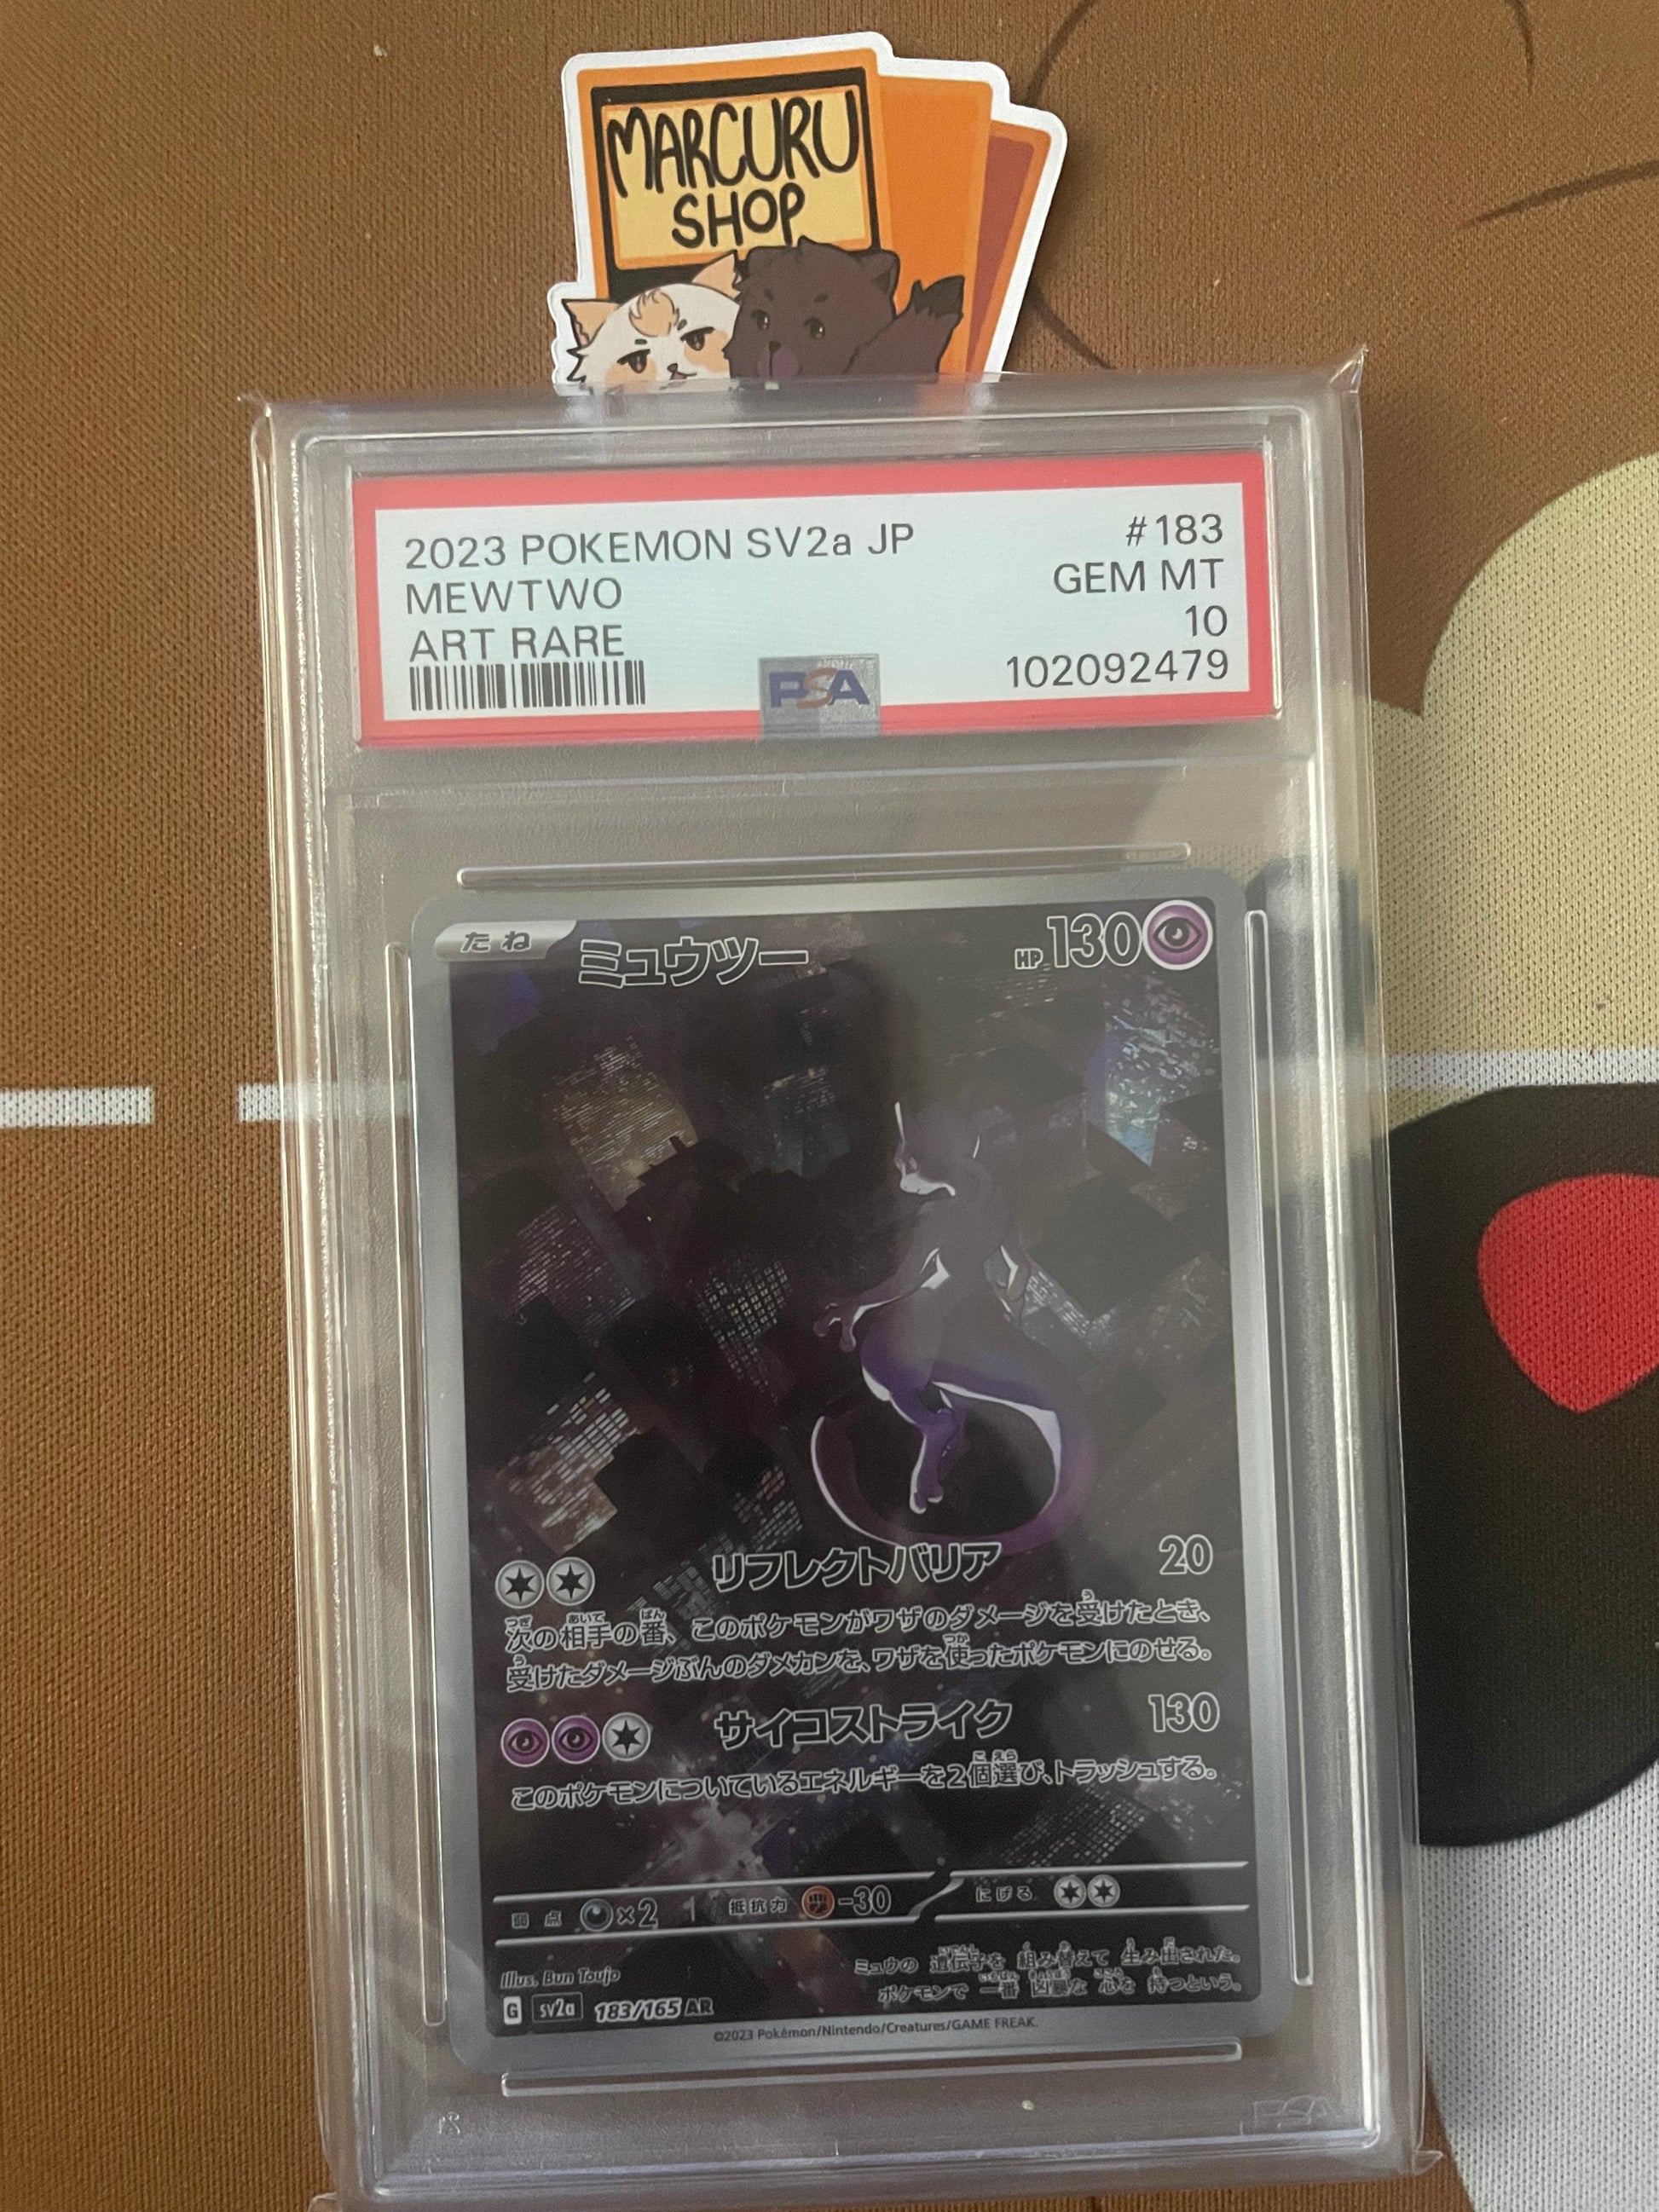 MARCURU
SHOP
2023 POKEMON SV2a JP #183
MEWTWO GEM MT
ART RARE 10
PSA 102092479
たね ミュウツー HP 130
リフレクトバリア 20
次の相手の番、このポケモンがワザのダメージを受けたとき、
受けたダメージぶんのダメカンを、ワザを使ったポケモンにのせる。
サイコストライク 130
このポケモンについているエネルギーを2個選び、トラッシュする。
弱点 ×2 抵抗力 -30 にげる
ミュウの 遺伝子を 組み替えて 生み出された。
Illus. Bun Toujo ポケモンで 一番 凶暴な 心を 持つという。
G sv2a 183/165 AR
©2023 Pokémon/Nintendo/Creatures/GAME FREAK.
PSA